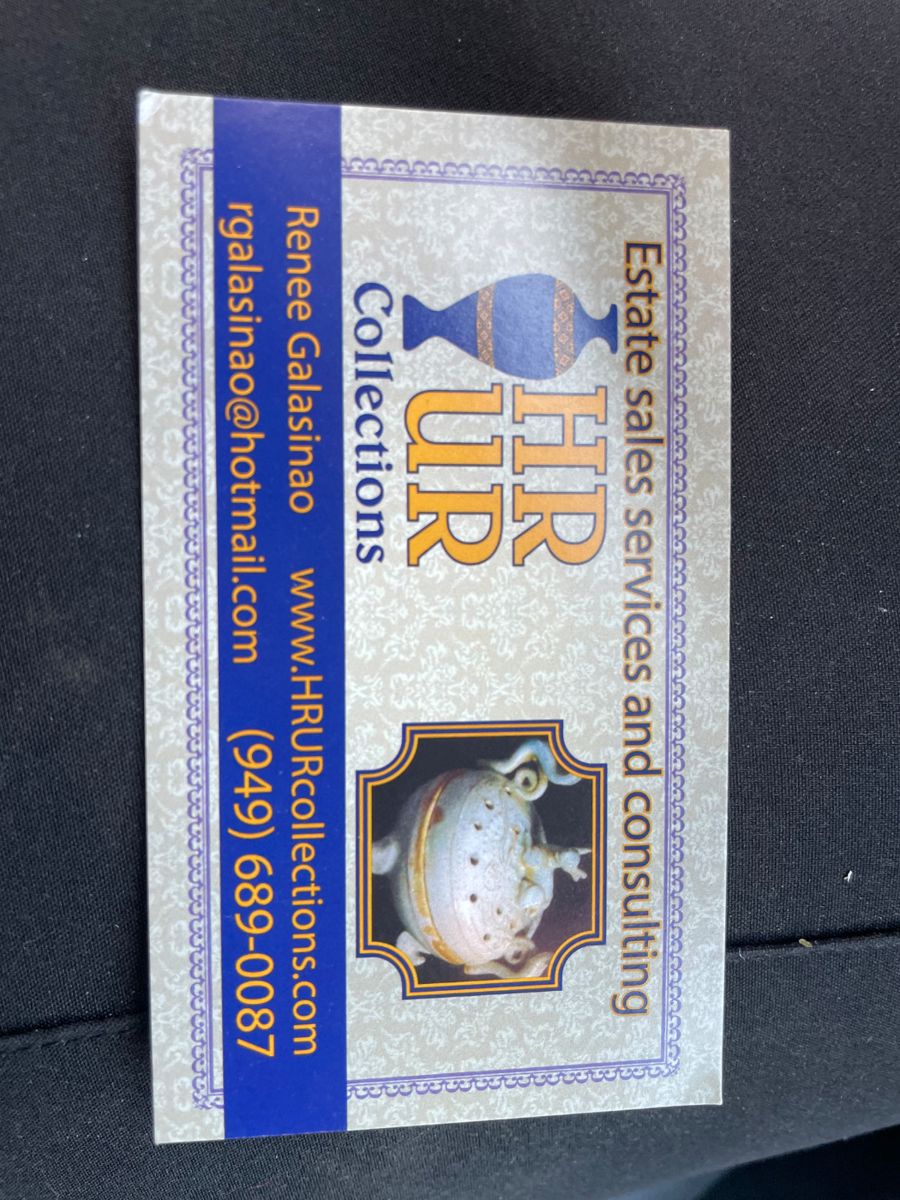 Estate sales services and consulting
HR
UR
Collections
Renee Galasinao www.HRURcollections.com
rgalasinao@hotmail.com (949) 689-0087